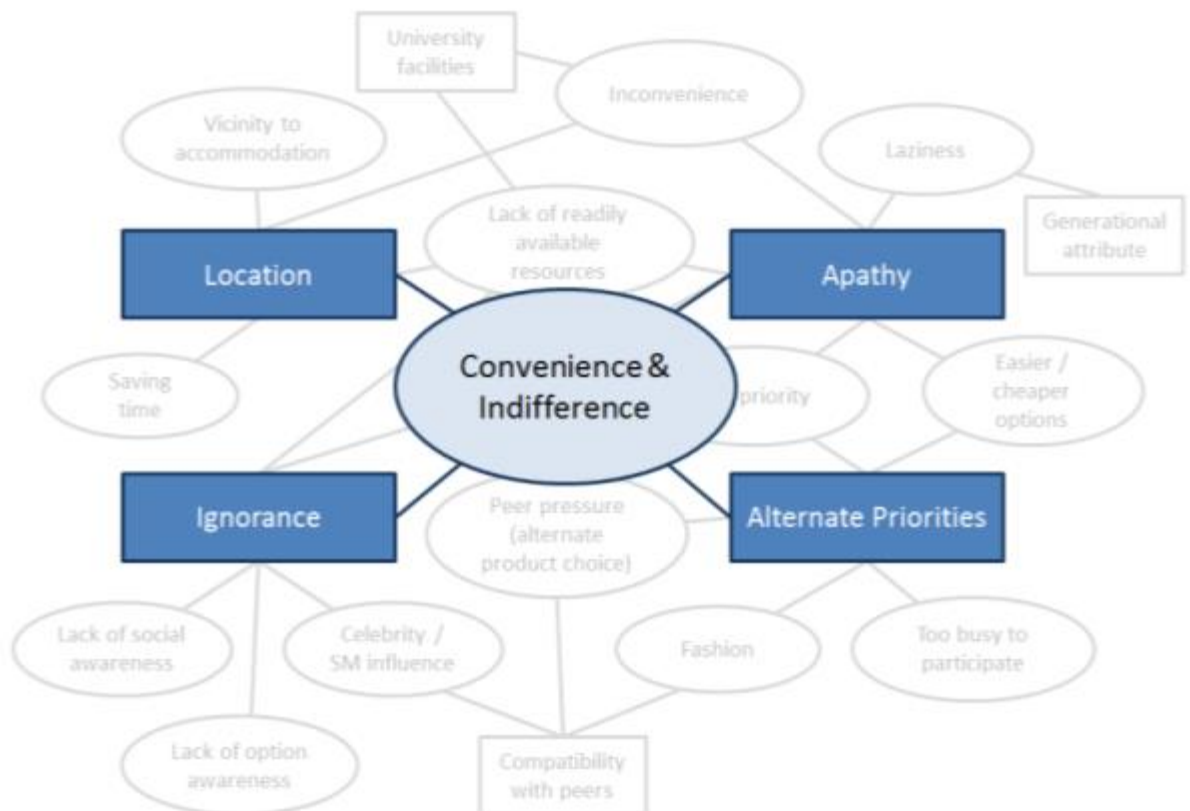 University
facilities
Inconvenience
Vicinity to
accommodation
Laziness
Lack of readily
available
resources
Generational
attribute
Location
Apathy
Convenience &
Indifference
Saving
time
priority
Easier /
cheaper
options
Ignorance
Alternate Priorities
Peer pressure
(alternate
product choice)
Lack of social
awareness
Celebrity /
SM influence
Fashion
Too busy to
participate
Lack of option
awareness
Compatibility
with peers